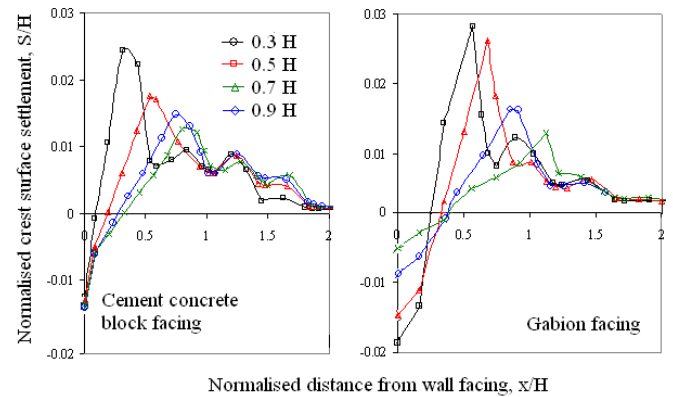 Normalised crest surface settlement, S/H
0.03
0.02
0.01
0
-0.01
-0.02
0
0.5
1
1.5
2
0.3 H
0.5 H
0.7 H
0.9 H
Cement concrete
block facing
0.03
0.02
0.01
0
-0.01
-0.02
0
0.5
1
1.5
2
Gabion facing
Normalised distance from wall facing, x/H